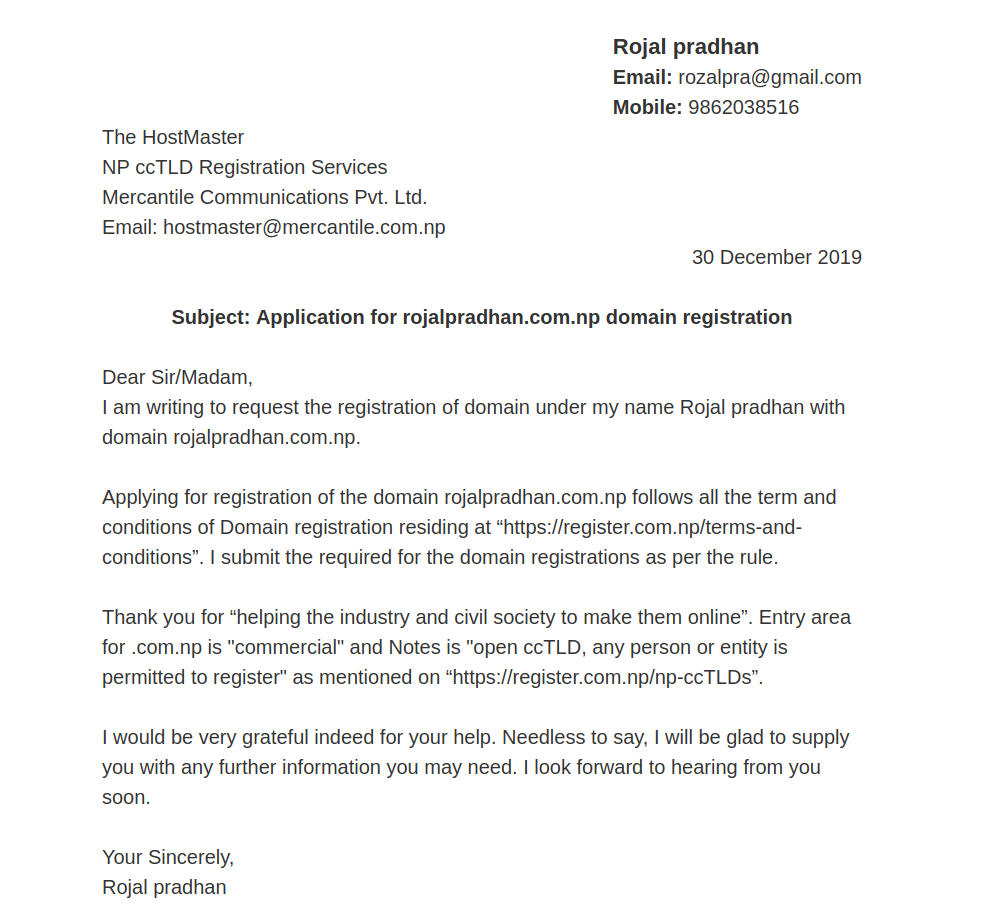 Rojal pradhan
Email: rozalpra@gmail.com
Mobile: 9862038516
The HostMaster
NP ccTLD Registration Services
Mercantile Communications Pvt. Ltd.
Email: hostmaster@mercantile.com.np
30 December 2019
Subject: Application for rojalpradhan.com.np domain registration
Dear Sir/Madam,
I am writing to request the registration of domain under my name Rojal pradhan with
domain rojalpradhan.com.np.
Applying for registration of the domain rojalpradhan.com.np follows all the term and
conditions of Domain registration residing at “https://register.com.np/terms-and-
conditions”. I submit the required for the domain registrations as per the rule.
Thank you for “helping the industry and civil society to make them online”. Entry area
for .com.np is "commercial" and Notes is "open ccTLD, any person or entity is
permitted to register" as mentioned on “https://register.com.np/np-ccTLDs”.
I would be very grateful indeed for your help. Needless to say, I will be glad to supply
you with any further information you may need. I look forward to hearing from you
soon.
Your Sincerely,
Rojal pradhan